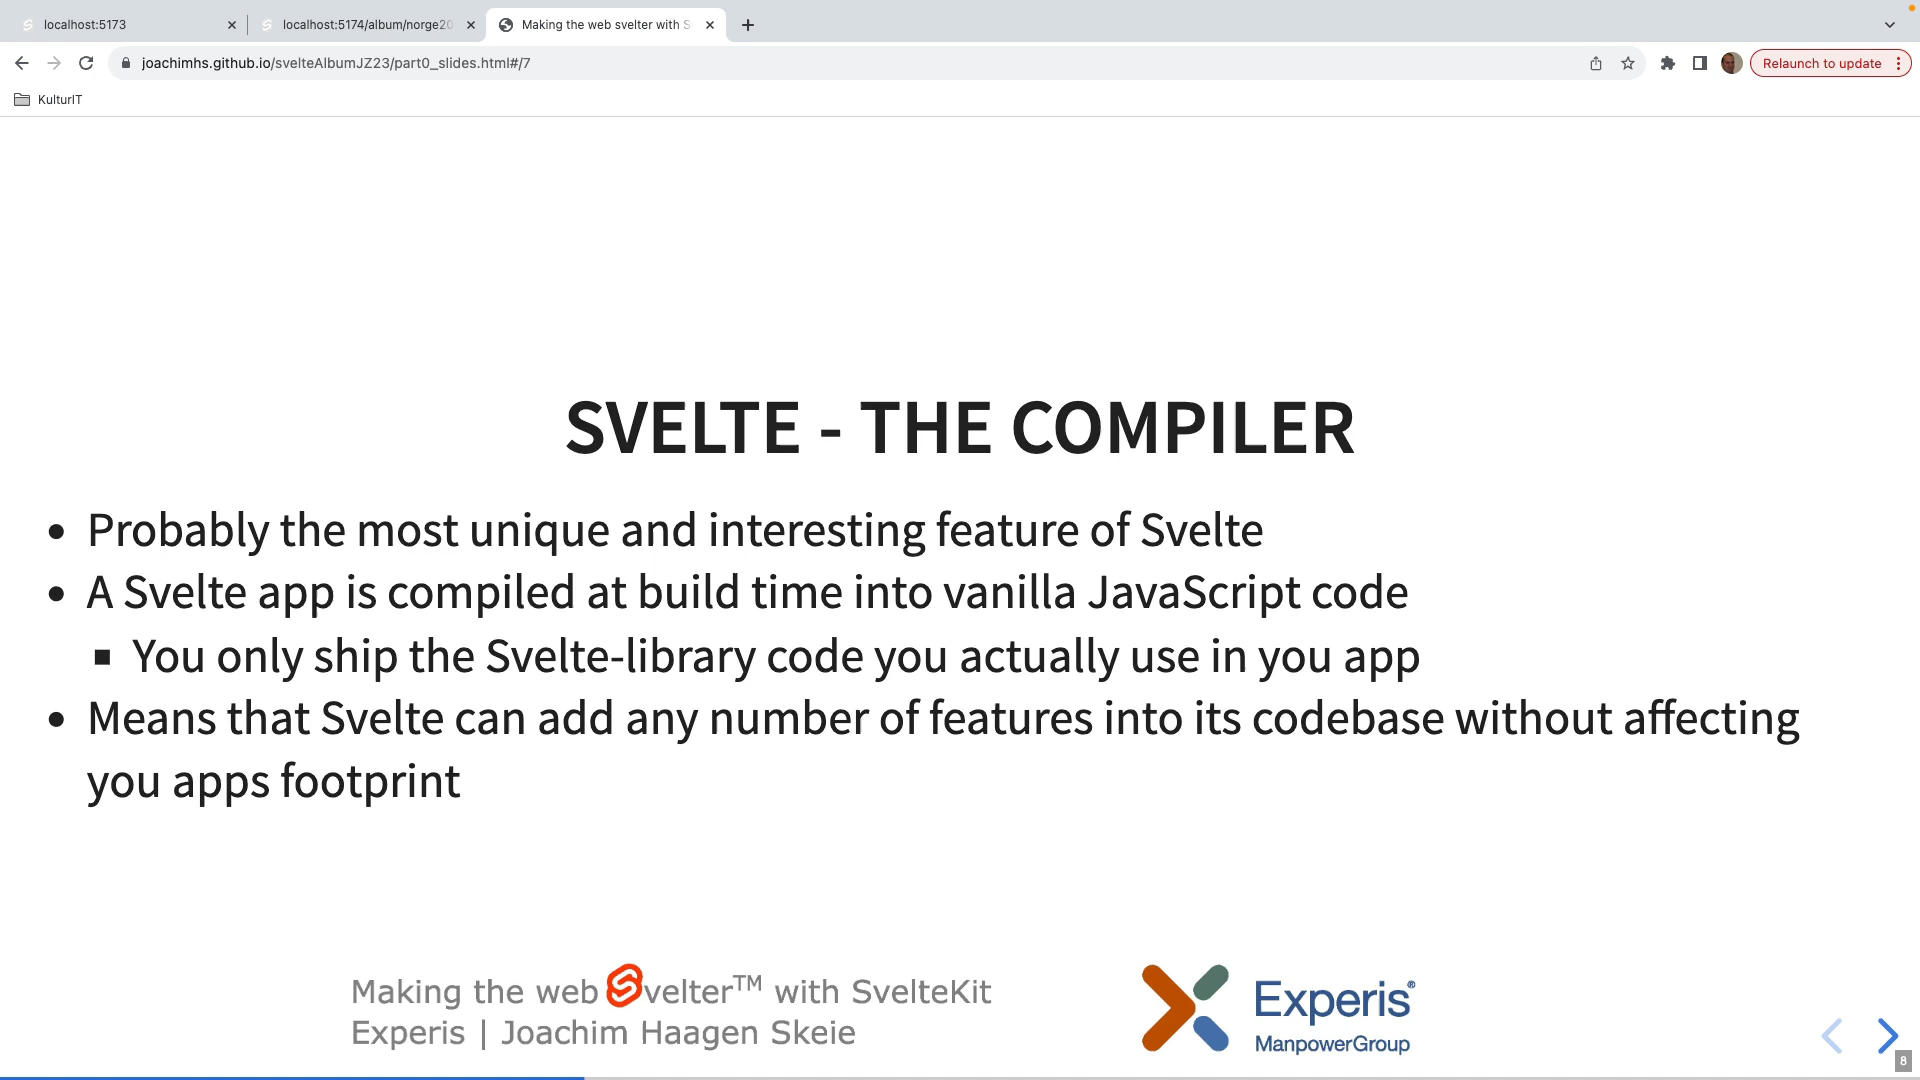 localhost:5173
localhost:5174/album/norge20
Making the web svelter with S
joachimhs.github.io/svelteAlbumJZ23/part0_slides.html#/7
Relaunch to update
KulturIT
SVELTE - THE COMPILER
Probably the most unique and interesting feature of Svelte
A Svelte app is compiled at build time into vanilla JavaScript code
You only ship the Svelte-library code you actually use in you app
Means that Svelte can add any number of features into its codebase without affecting
you apps footprint
Making the web Svelter™ with SvelteKit
Experis | Joachim Haagen Skeie
Experis®
ManpowerGroup
8